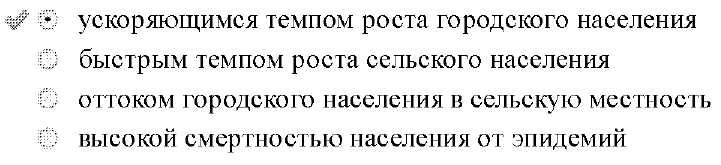 ускоряющимся темпом роста городского населения
быстрым темпом роста сельского населения
оттоком городского населения в сельскую местность
высокой смертностью населения от эпидемий